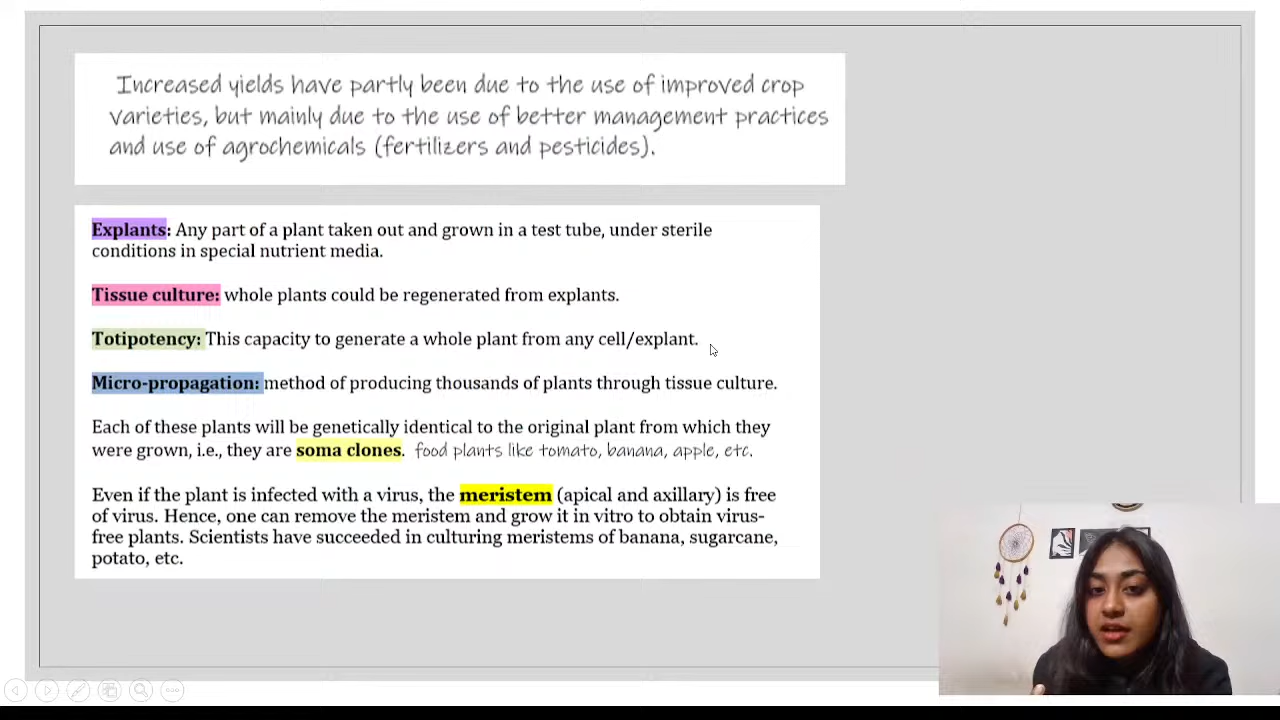 Increased yields have partly been due to the use of improved crop
varieties, but mainly due to the use of better management practices
and use of agrochemicals (fertilizers and pesticides).
Explants: Any part of a plant taken out and grown in a test tube, under sterile
conditions in special nutrient media.
Tissue culture: whole plants could be regenerated from explants.
Totipotency: This capacity to generate a whole plant from any cell/explant.
Micro-propagation: method of producing thousands of plants through tissue culture.
Each of these plants will be genetically identical to the original plant from which they
were grown, i.e., they are soma clones. food plants like tomato, banana, apple, etc.
Even if the plant is infected with a virus, the meristem (apical and axillary) is free
of virus. Hence, one can remove the meristem and grow it in vitro to obtain virus-
free plants. Scientists have succeeded in culturing meristems of banana, sugarcane,
potato, etc.